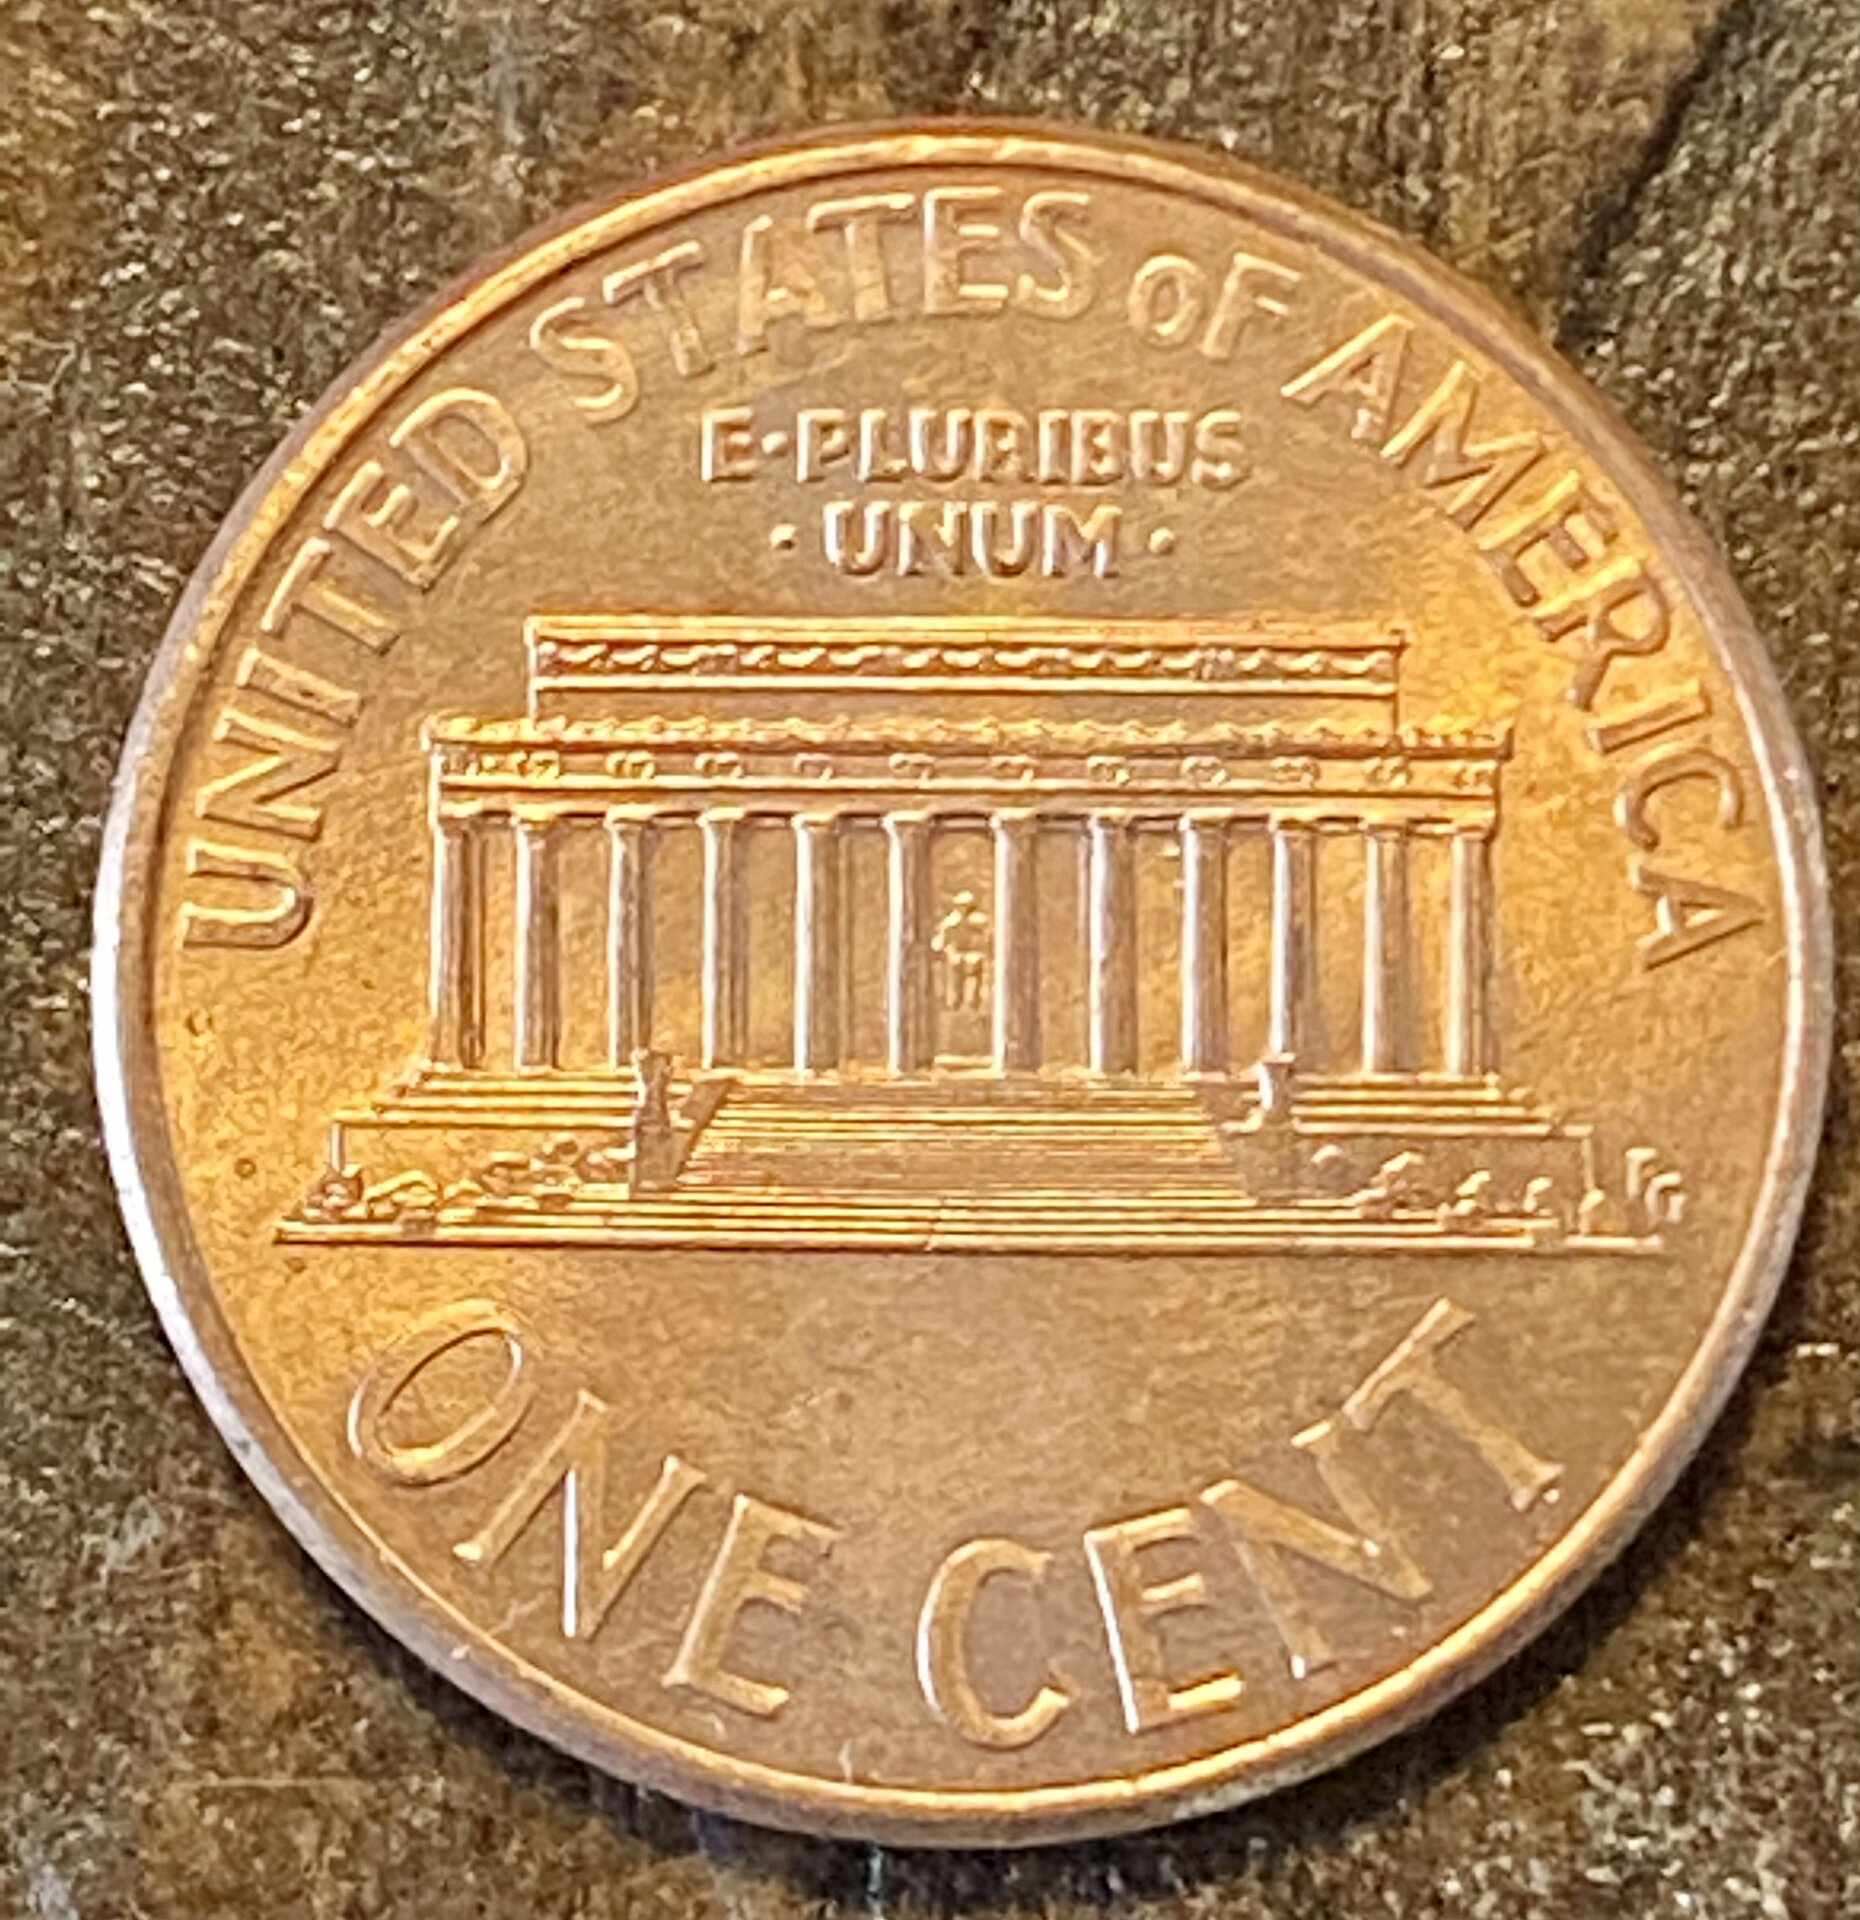 UNITED STATES OF AMERICA
E·PLURIBUS
·UNUM·
FG
ONE CENT